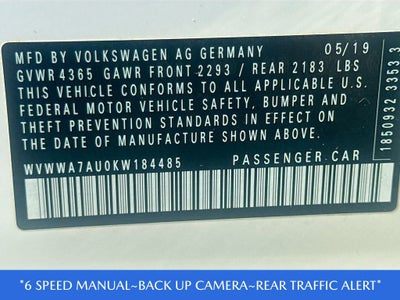 MFD BY VOLKSWAGEN AG GERMANY 05/19
GVWR 4365 GAWR FRONT 2293 / REAR 2183 LBS
THIS VEHICLE CONFORMS TO ALL APPLICABLE U.S.
FEDERAL MOTOR VEHICLE SAFETY, BUMPER AND
THEFT PREVENTION STANDARDS IN EFFECT ON THE
DATE OF MANUFACTURE SHOWN ABOVE.
WVWWA7AU0KW184485 PASSENGER CAR
1850932 3353 3
"6 SPEED MANUAL~BACK UP CAMERA~REAR TRAFFIC ALERT"